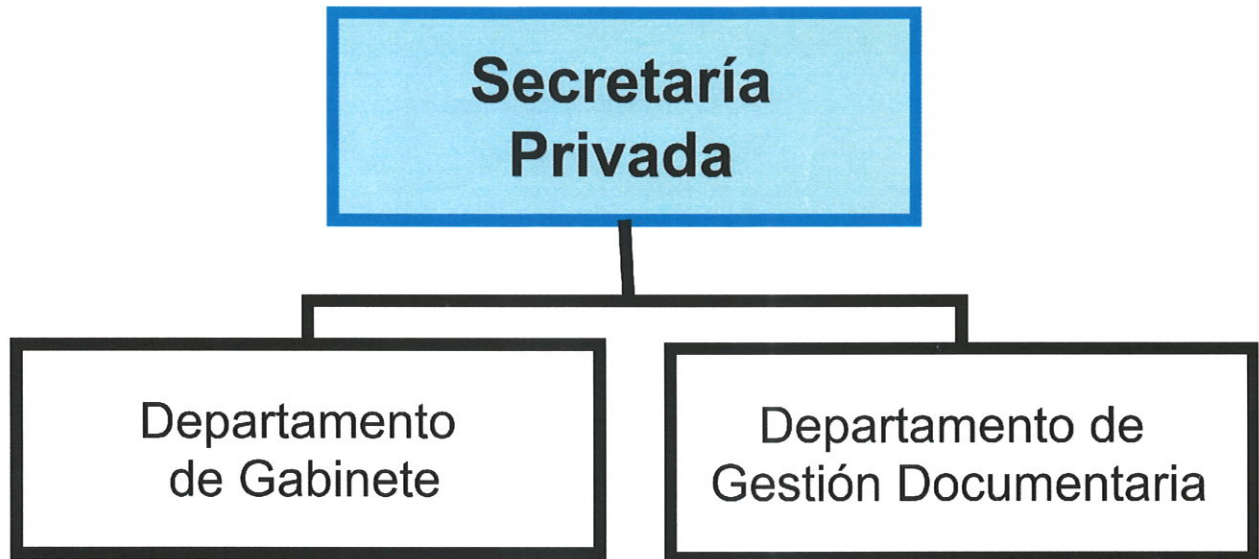 Secretaría
Privada
Departamento
de Gabinete
Departamento de
Gestión Documentaria